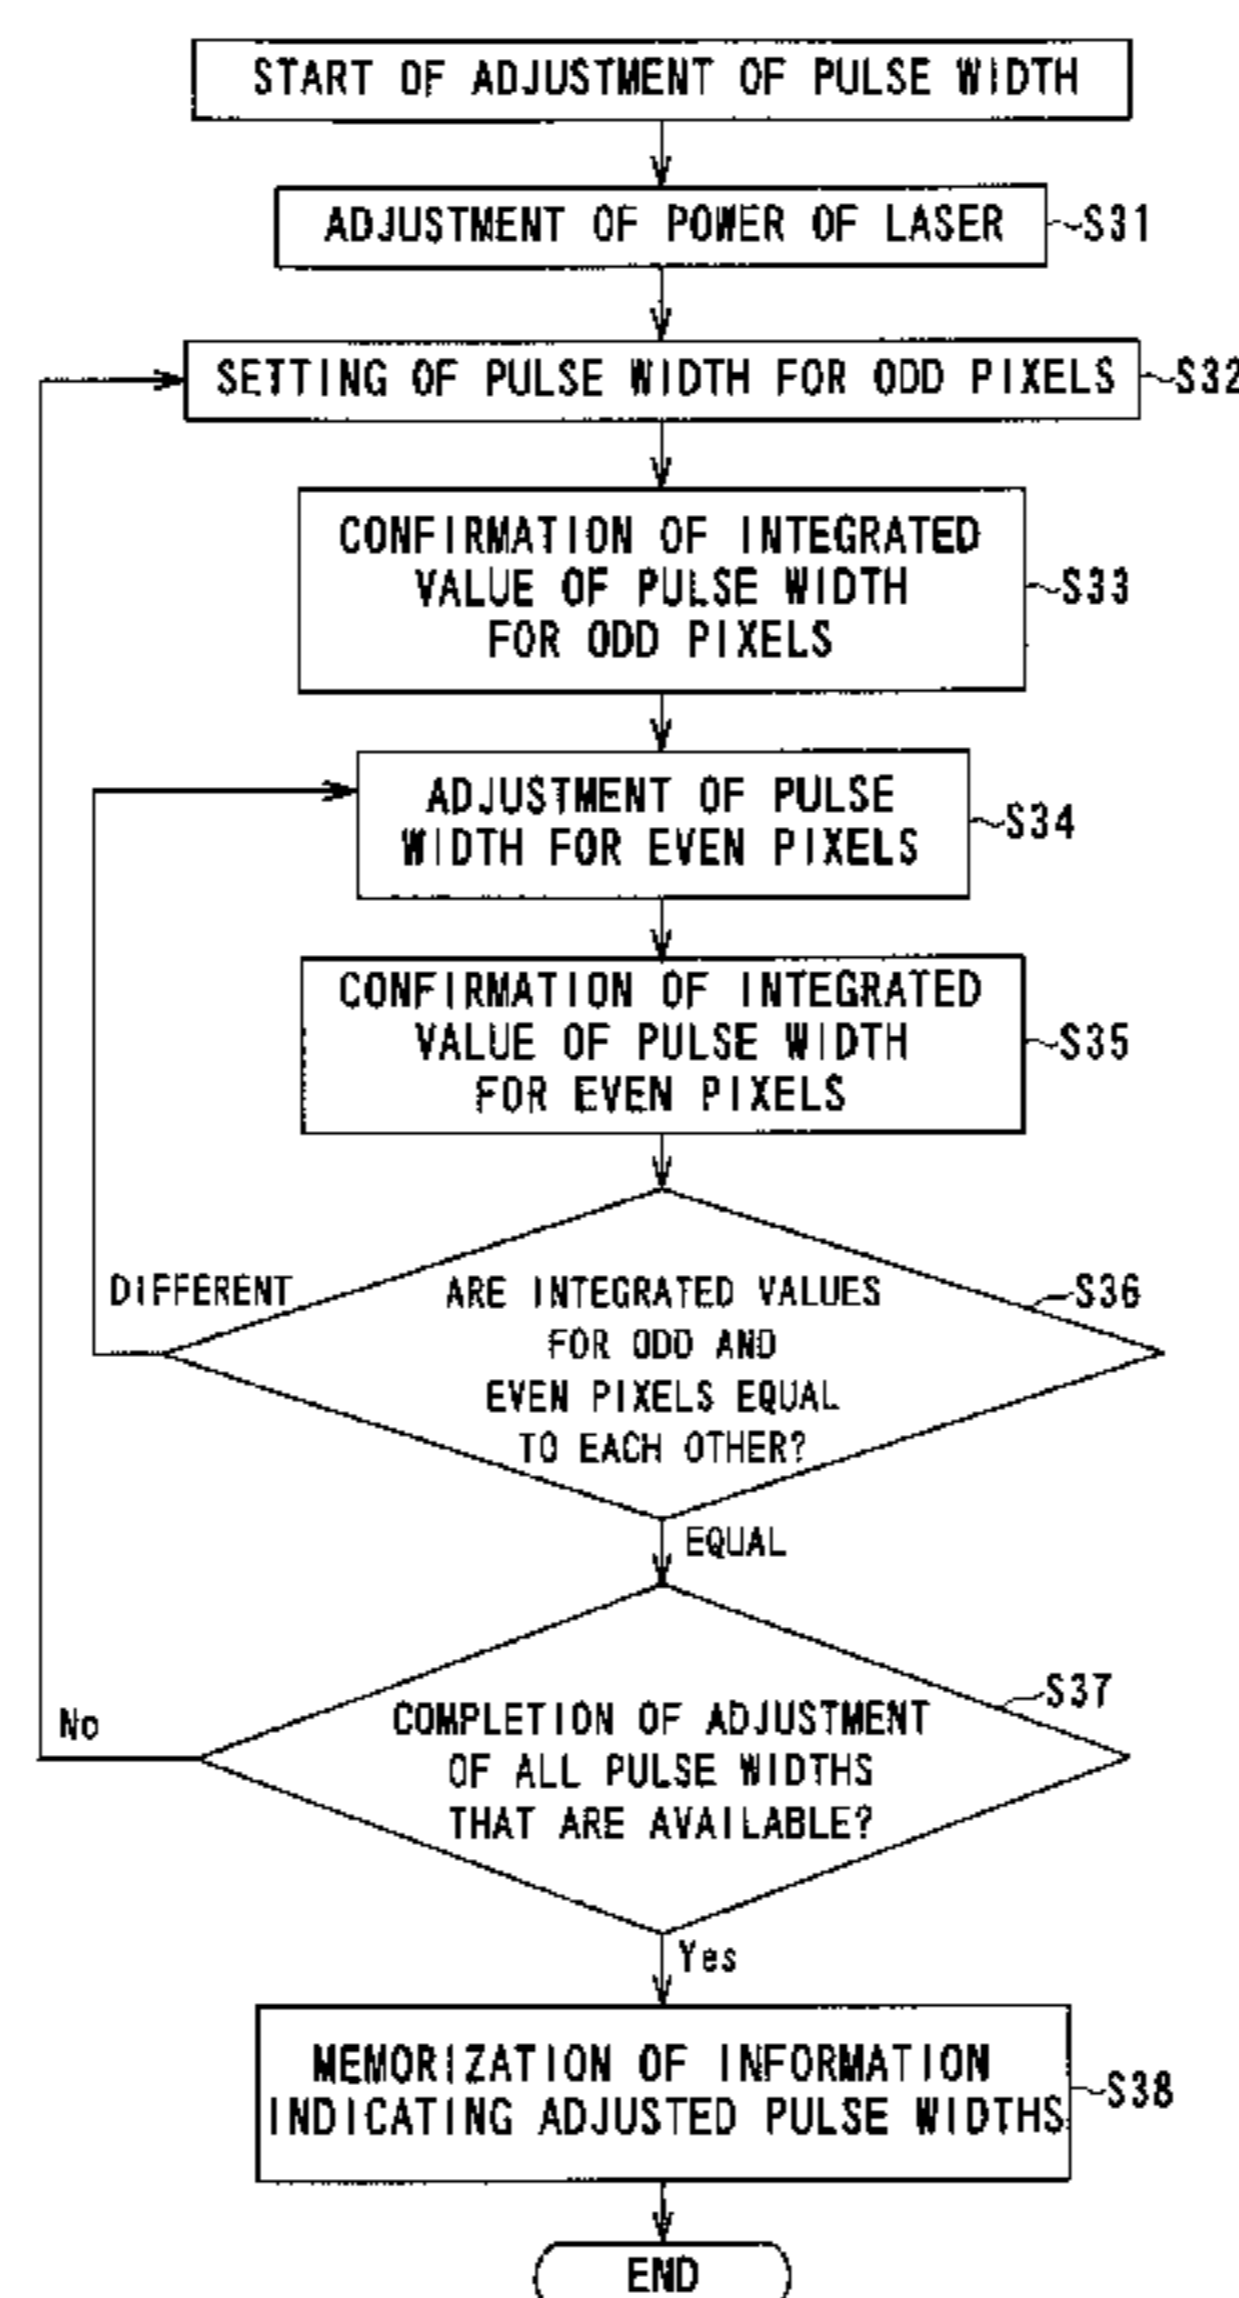 START OF ADJUSTMENT OF PULSE WIDTH
ADJUSTMENT OF POWER OF LASER
S31
SETTING OF PULSE WIDTH FOR ODD PIXELS
S32
CONFIRMATION OF INTEGRATED
VALUE OF PULSE WIDTH
FOR ODD PIXELS
S33
ADJUSTMENT OF PULSE
WIDTH FOR EVEN PIXELS
S34
CONFIRMATION OF INTEGRATED
VALUE OF PULSE WIDTH
FOR EVEN PIXELS
S35
DIFFERENT
ARE INTEGRATED VALUES
FOR ODD AND
EVEN PIXELS EQUAL
TO EACH OTHER?
S36
EQUAL
No
COMPLETION OF ADJUSTMENT
OF ALL PULSE WIDTHS
THAT ARE AVAILABLE?
S37
Yes
MEMORIZATION OF INFORMATION
INDICATING ADJUSTED PULSE WIDTHS
S38
END